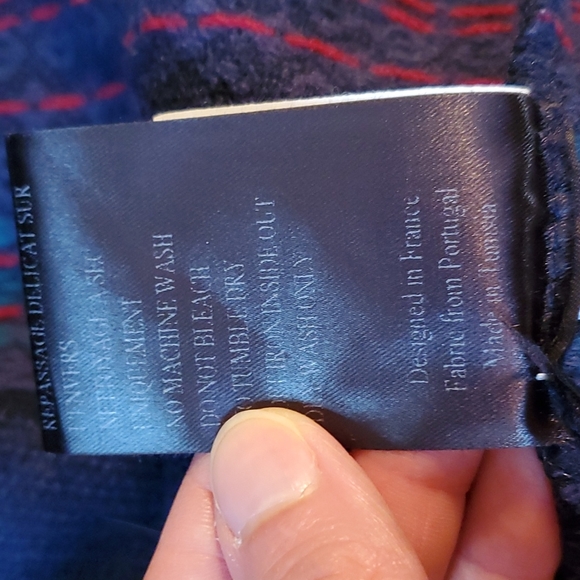 REPASSAGE DELICAT SUR
L'ENVERS
NETTOYAGE A SEC
UNIQUEMENT
NO MACHINE WASH
DO NOT BLEACH
TUMBLE DRY
IRON INSIDE OUT
WASH ONLY
Designed in France
Fabric from Portugal
Made in